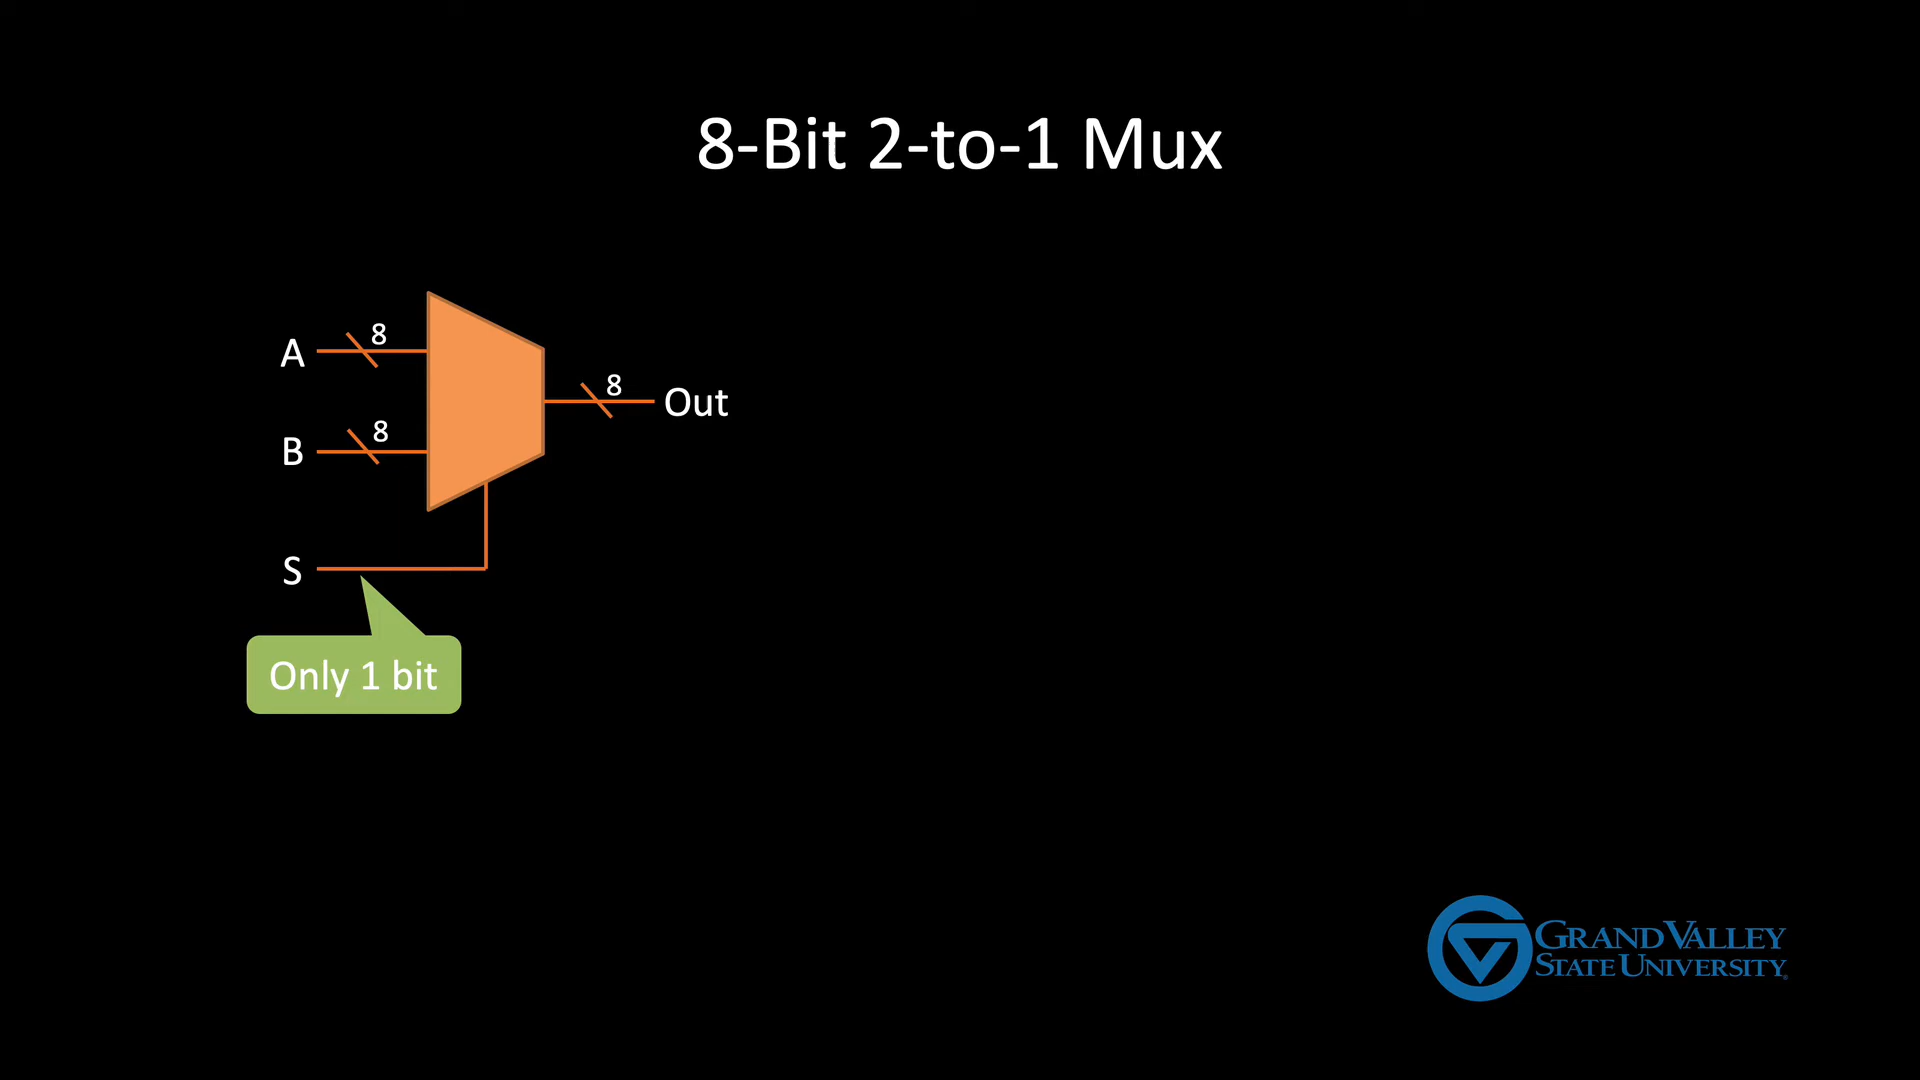 8-Bit 2-to-1 Mux
A
8
8
Out
B
8
S
Only 1 bit
GRAND VALLEY
STATE UNIVERSITY